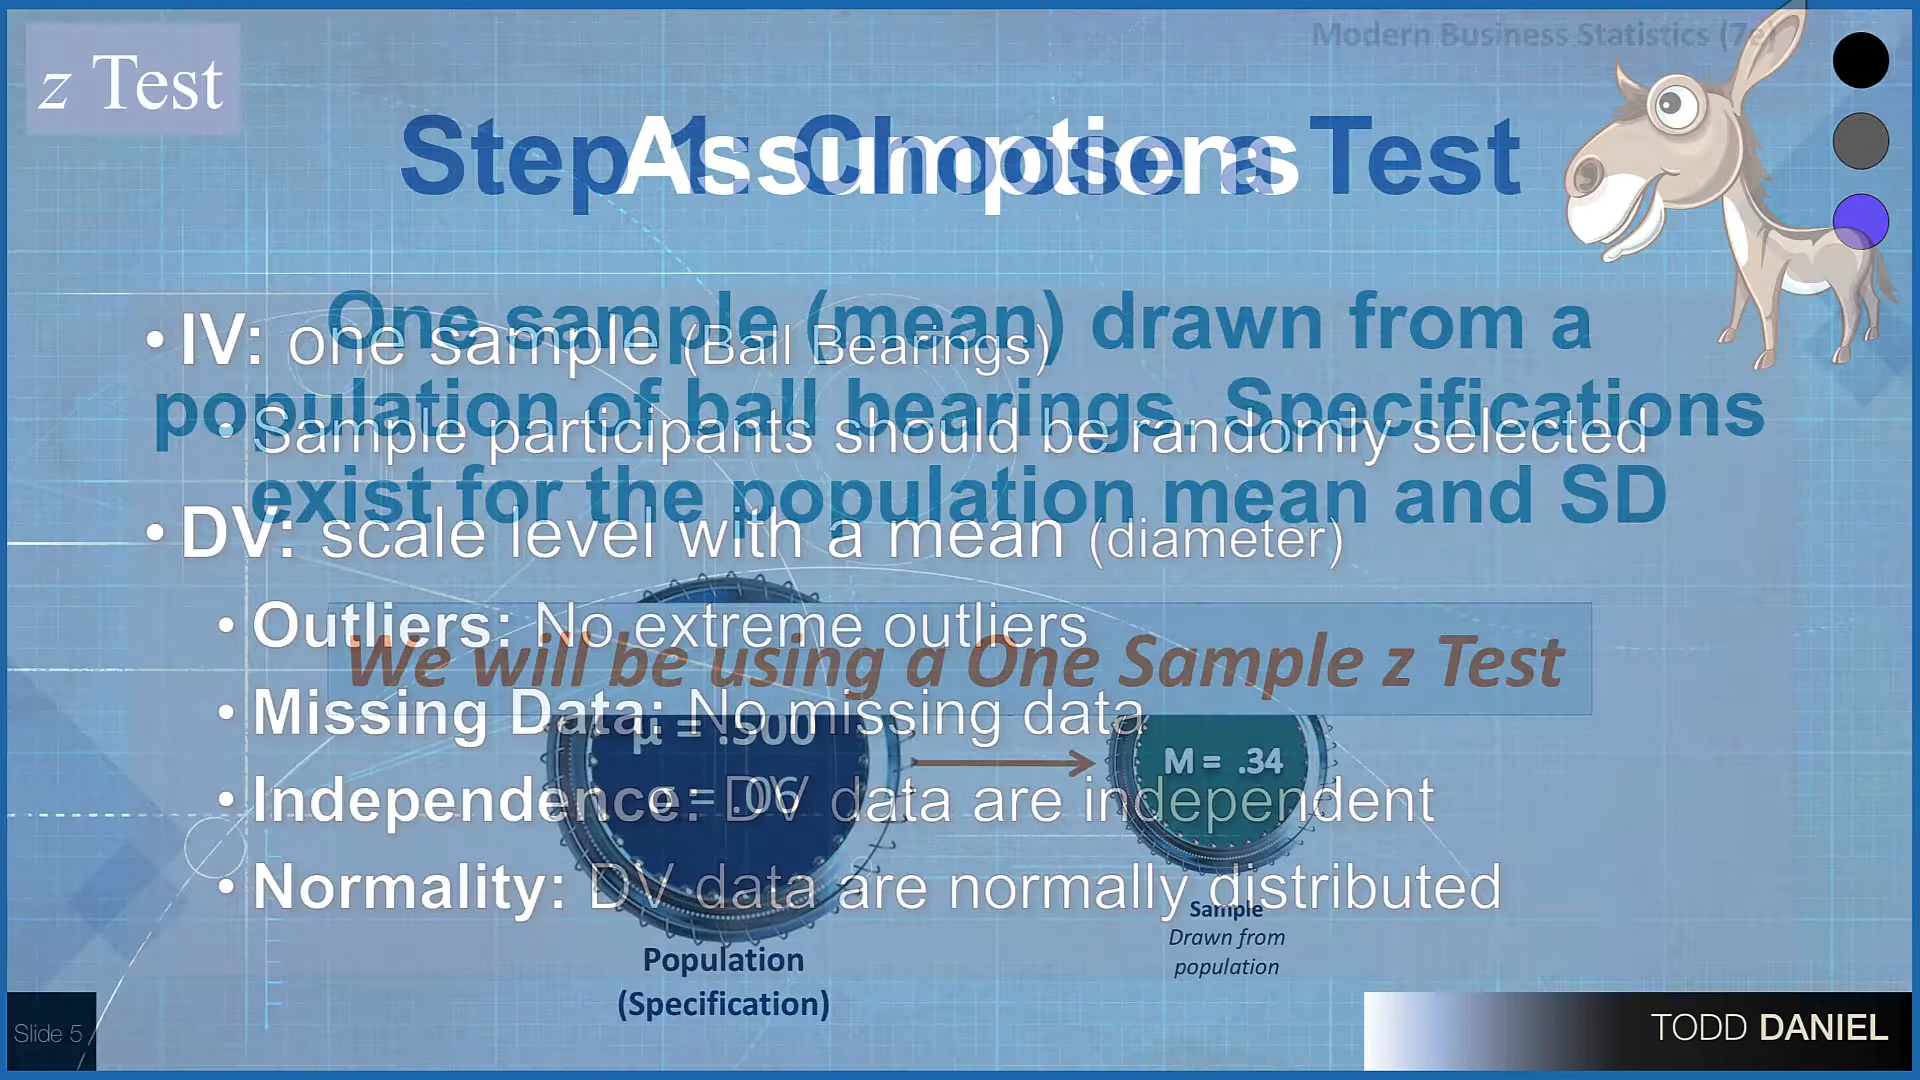 Modern Business Statistics (7e)
z Test
Step 1: Choose a Test
Assumptions
One sample (mean) drawn from a
population of ball bearings. Specifications
exist for the population mean and SD
• IV: one sample (Ball Bearings)
• Sample participants should be randomly selected
• DV: scale level with a mean (diameter)
• Outliers: No extreme outliers
We will be using a One Sample z Test
• Missing Data: No missing data
μ = .300
M = .34
• Independence: DV data are independent
σ = .06
• Normality: DV data are normally distributed
Sample
Drawn from
population
Population
(Specification)
Slide 5
TODD DANIEL